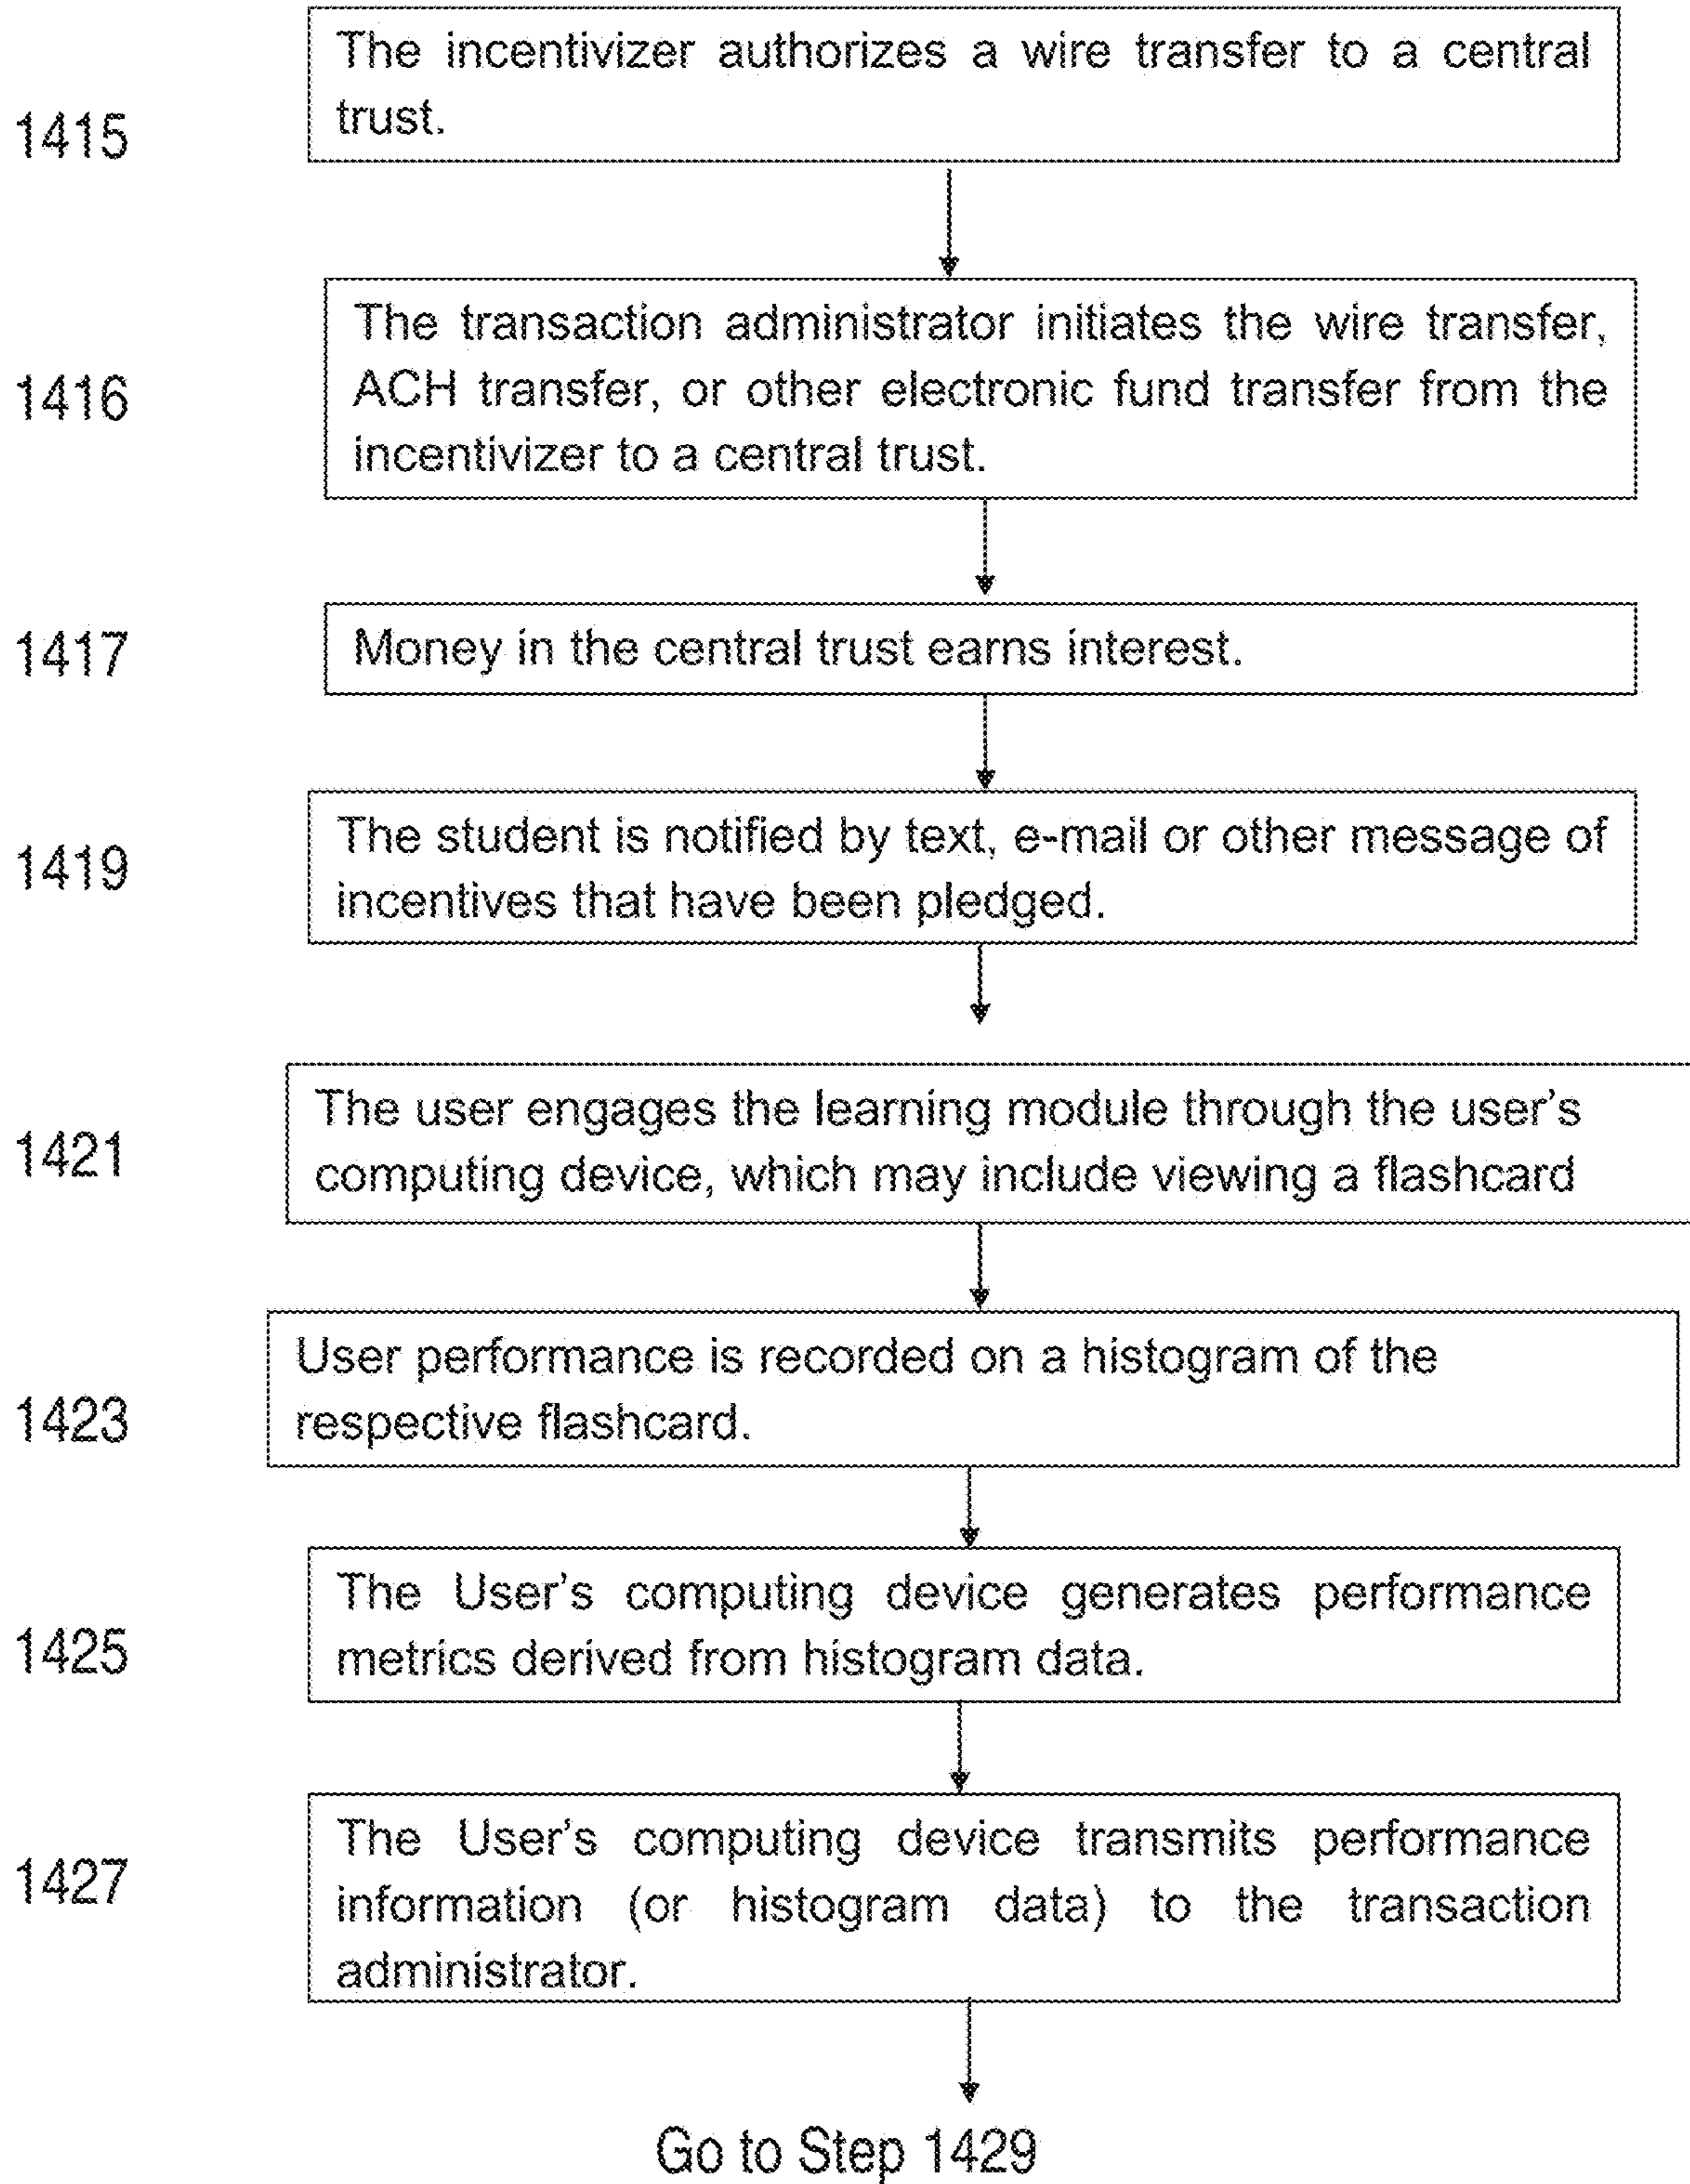 The incentivizer authorizes a wire transfer to a central
trust.
1415
The transaction administrator initiates the wire transfer,
ACH transfer, or other electronic fund transfer from the
incentivizer to a central trust.
1416
Money in the central trust earns interest.
1417
The student is notified by text, e-mail or other message of
incentives that have been pledged.
1419
The user engages the learning module through the user's
computing device, which may include viewing a flashcard
1421
User performance is recorded on a histogram of the
respective flashcard.
1423
The User's computing device generates performance
metrics derived from histogram data.
1425
The User's computing device transmits performance
information (or histogram data) to the transaction
administrator.
1427
Go to Step 1429